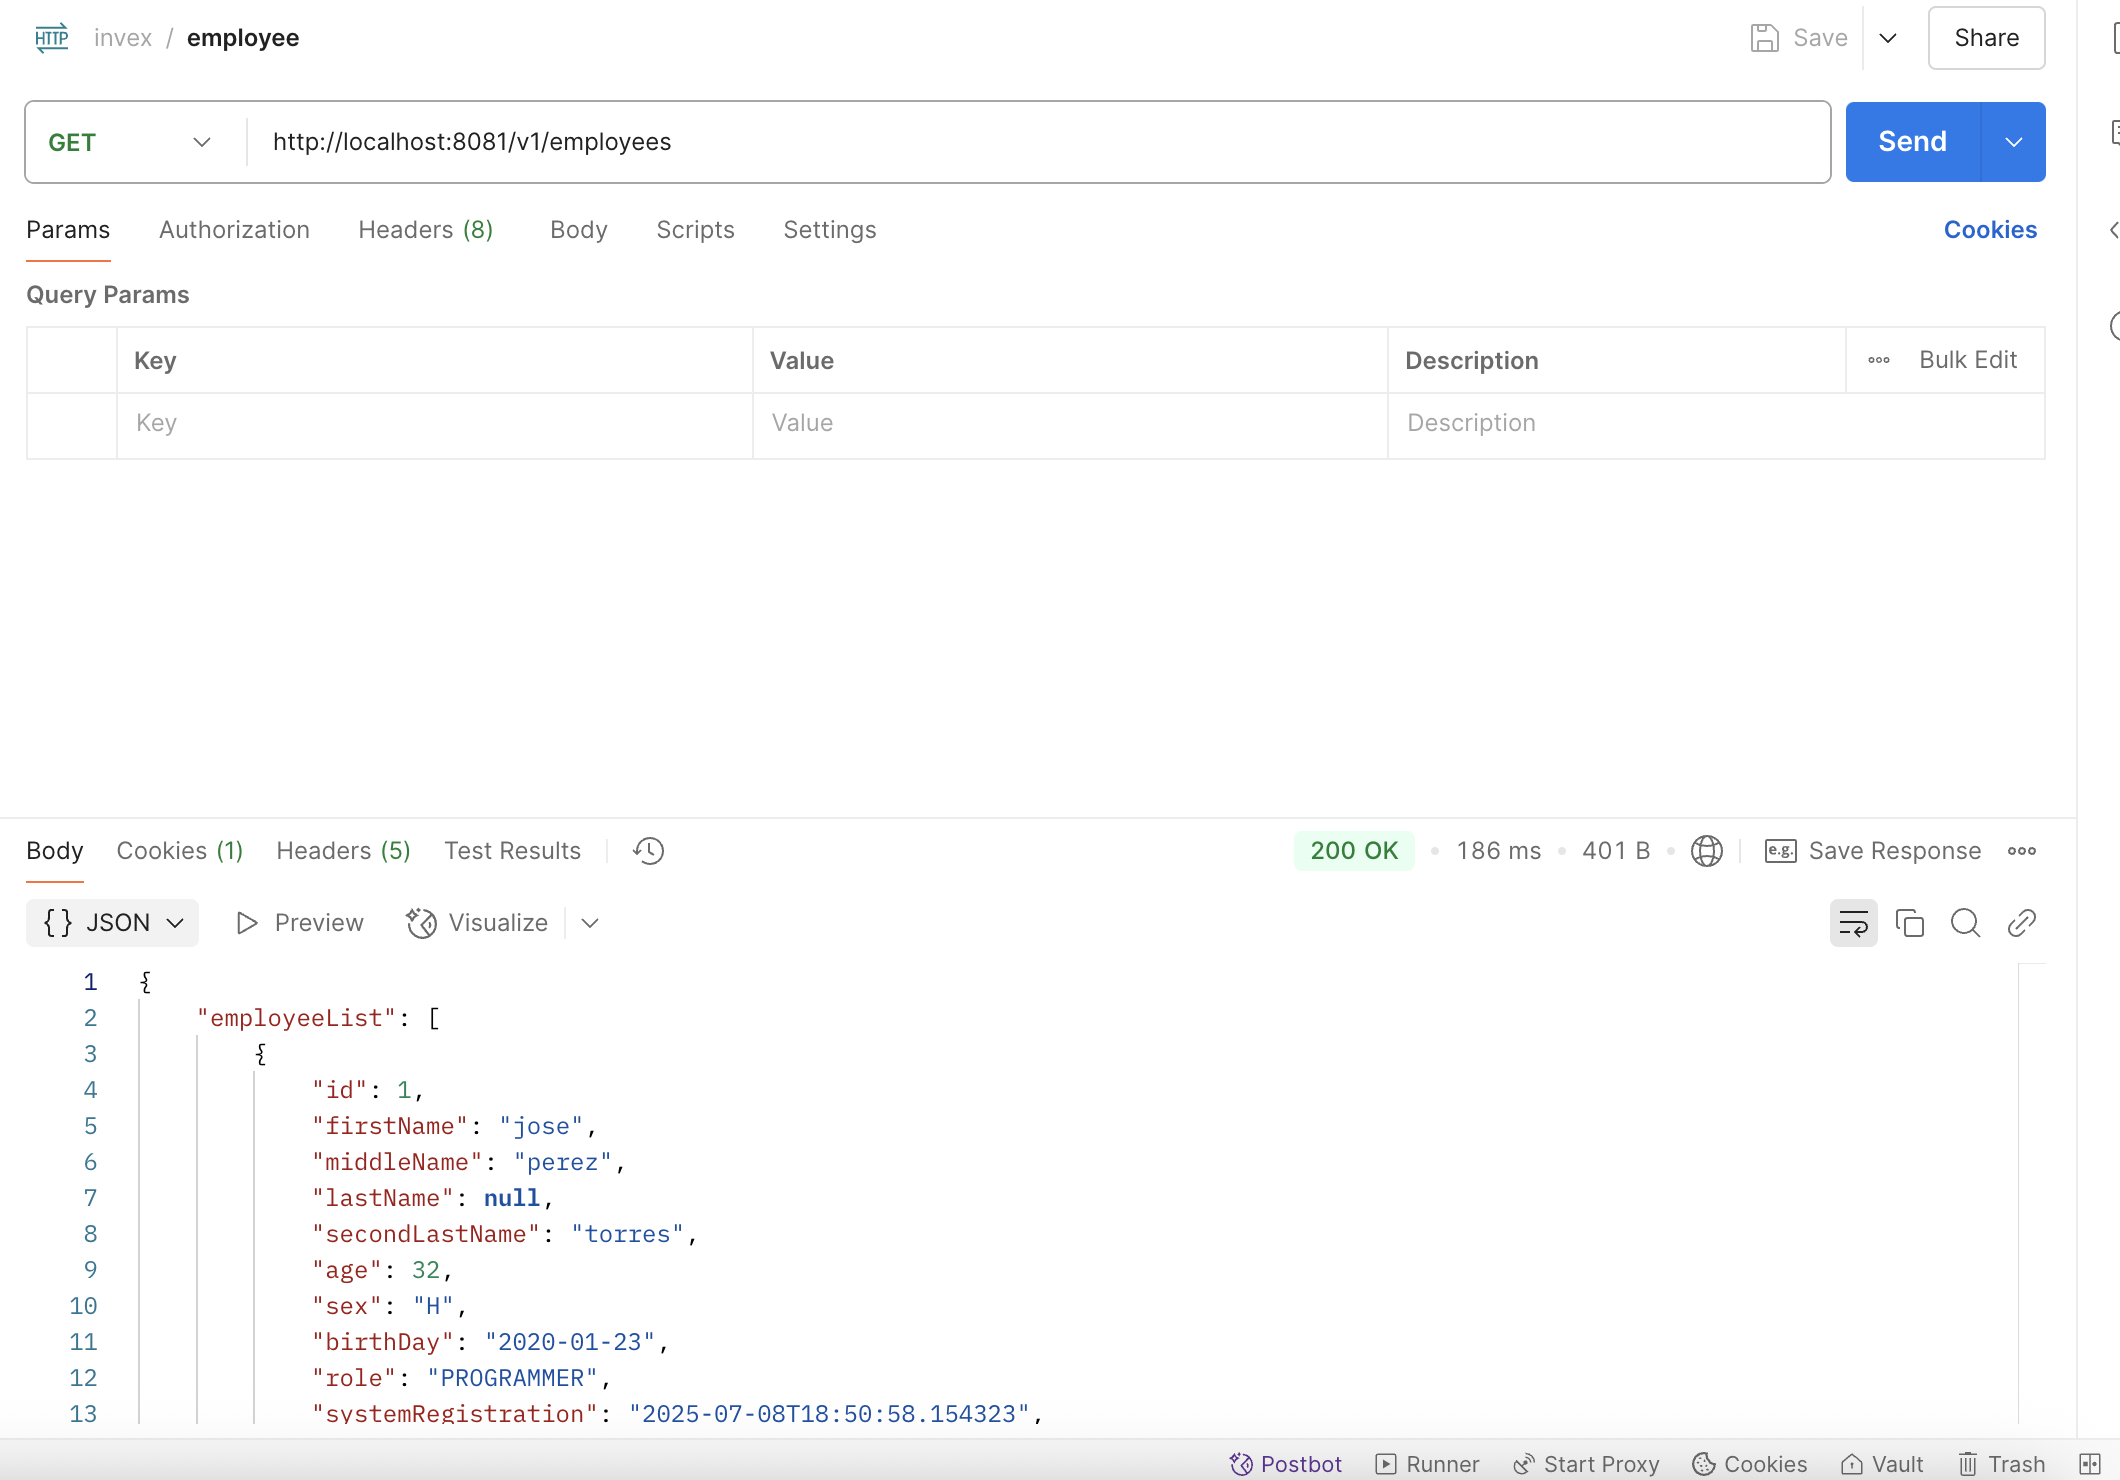 HTTP invex / employee Save Share
GET http://localhost:8081/v1/employees Send
Params Authorization Headers (8) Body Scripts Settings Cookies
Query Params
Key Value Description Bulk Edit
Key Value Description
Body Cookies (1) Headers (5) Test Results 200 OK • 186 ms • 401 B • e.g. Save Response
{} JSON Preview Visualize
1 {
2 "employeeList": [
3 {
4 "id": 1,
5 "firstName": "jose",
6 "middleName": "perez",
7 "lastName": null,
8 "secondLastName": "torres",
9 "age": 32,
10 "sex": "H",
11 "birthDay": "2020-01-23",
12 "role": "PROGRAMMER",
13 "systemRegistration": "2025-07-08T18:50:58.154323",
Postbot Runner Start Proxy Cookies Vault Trash